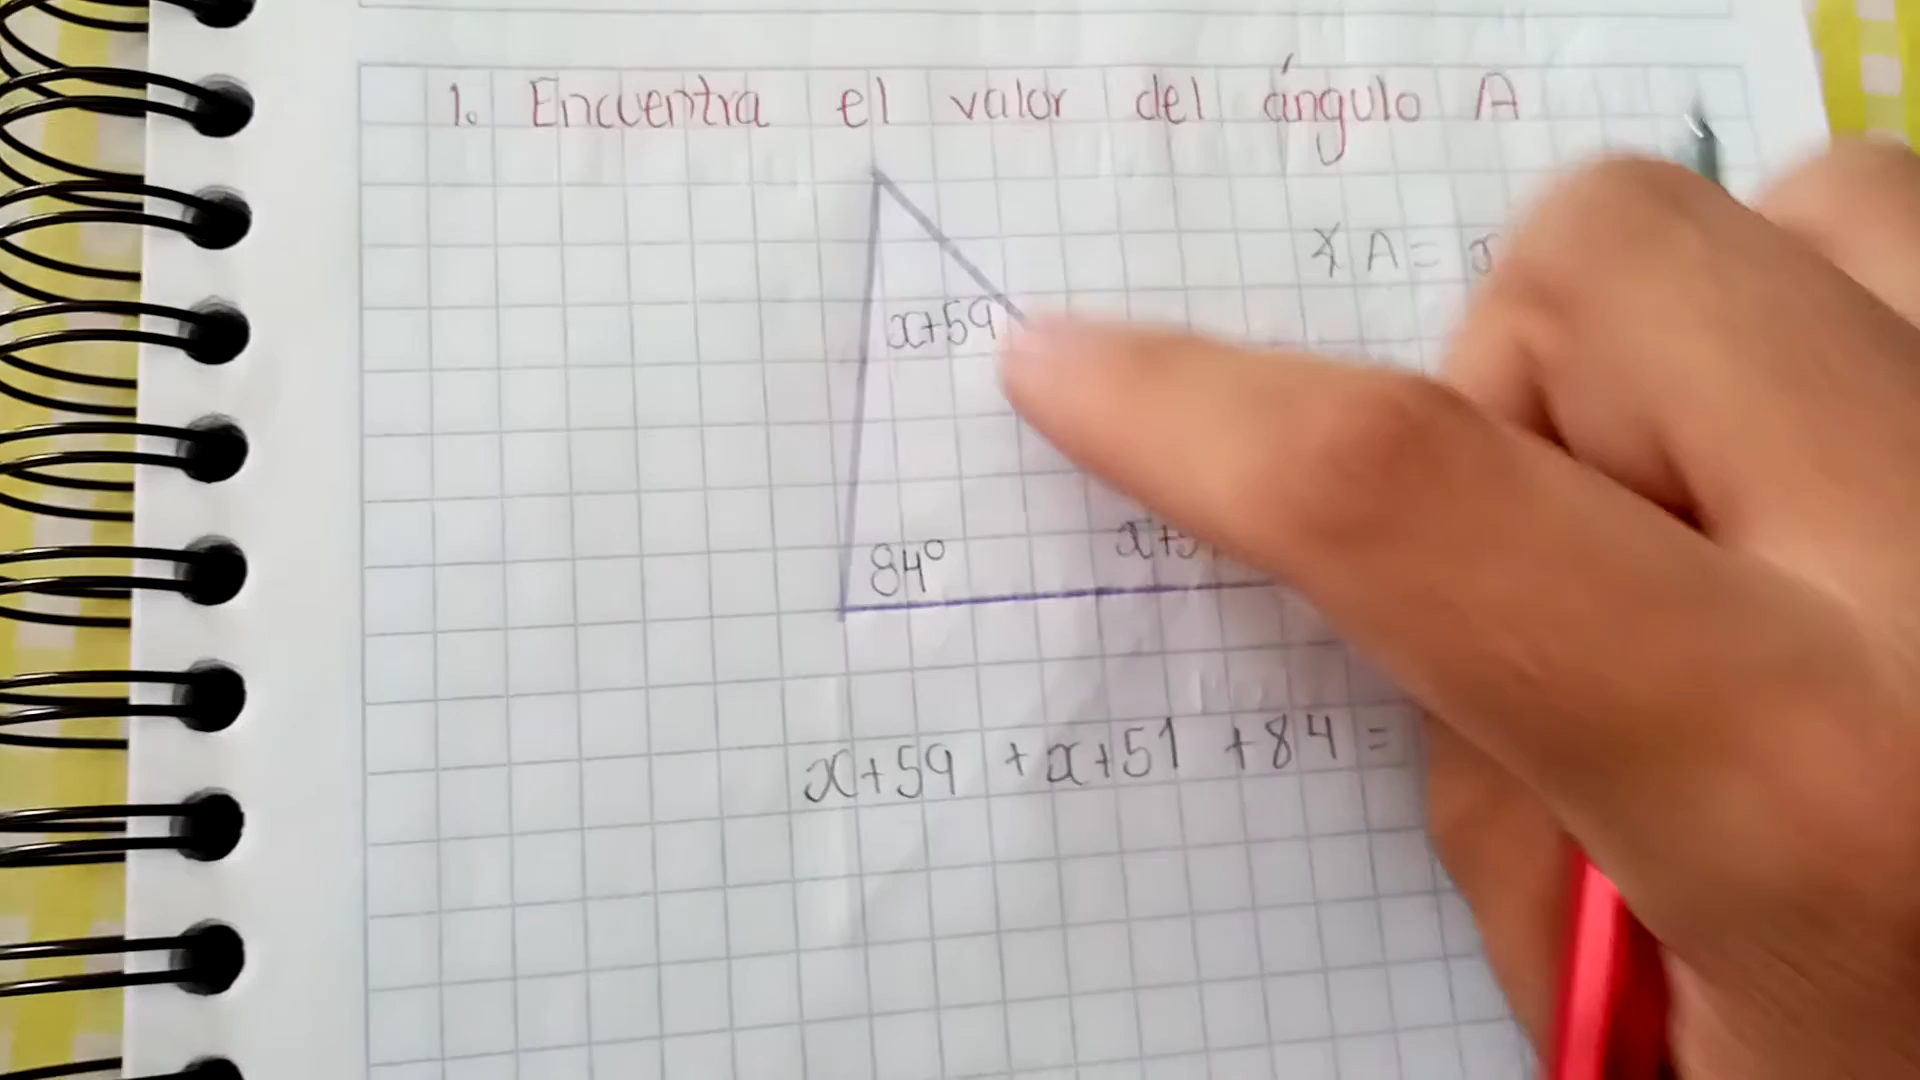 1. Encuentra el valor del ángulo A
∡ A =
x+59
84°
x+59 + x+51 +84 =